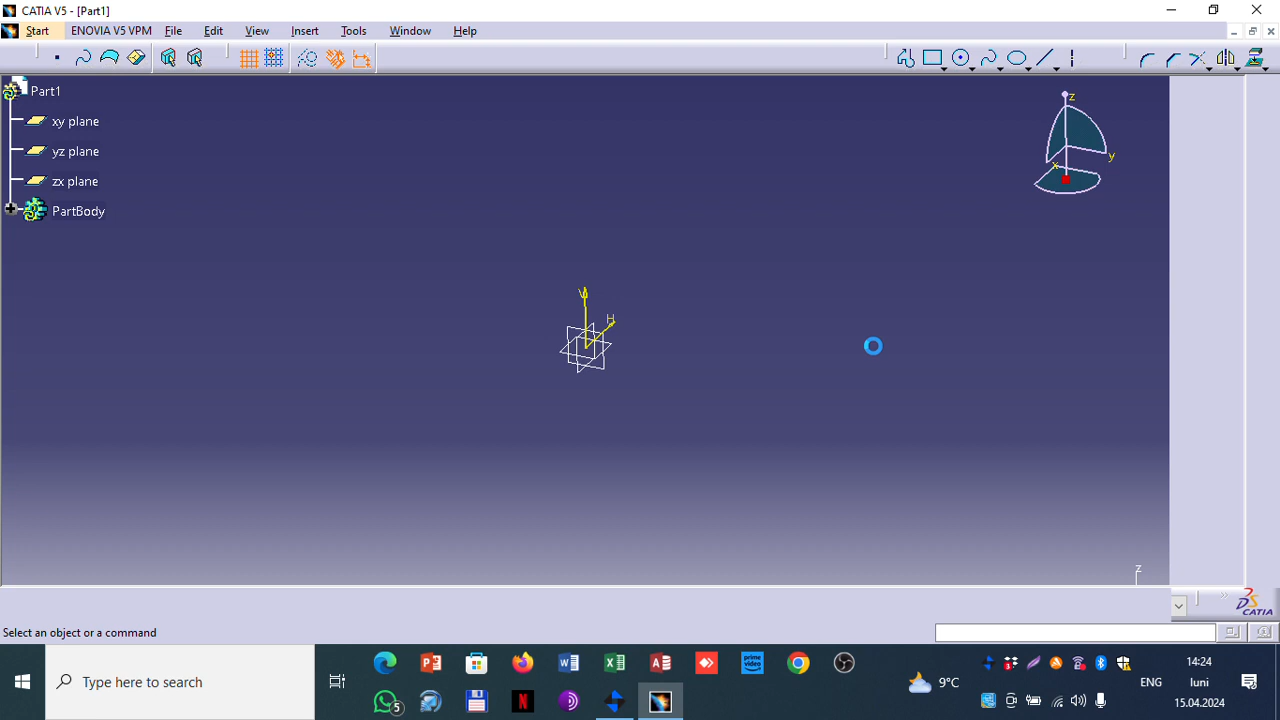 CATIA V5 - [Part1]
Start ENOVIA V5 VPM File Edit View Insert Tools Window Help
Part1
xy plane
yz plane
zx plane
PartBody
z
y
x
V
H
z
CATIA
Select an object or a command
Type here to search
5
prime video
9°C
ENG
14:24
luni
15.04.2024